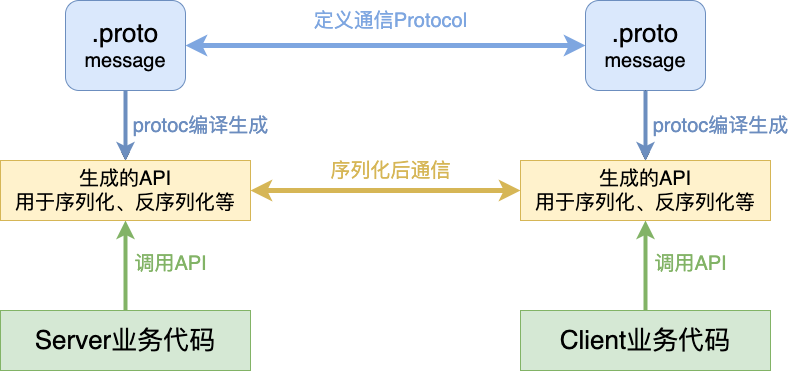 .proto
message
定义通信Protocol
.proto
message
protoc编译生成
protoc编译生成
生成的API
用于序列化、反序列化等
序列化后通信
生成的API
用于序列化、反序列化等
调用API
调用API
Server业务代码
Client业务代码